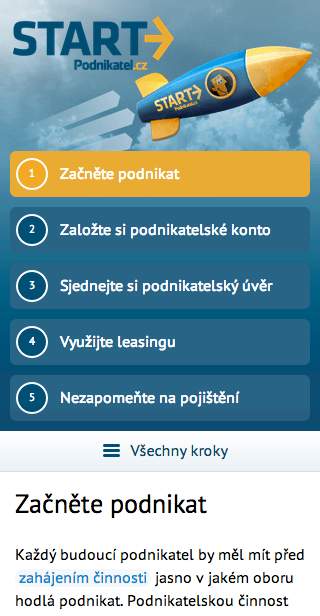 START
Podnikatel.cz
START
Podnikatel.cz
1 Začněte podnikat
2 Založte si podnikatelské konto
3 Sjednejte si podnikatelský úvěr
4 Využijte leasingu
5 Nezapomeňte na pojištění
Všechny kroky
Začněte podnikat
Každý budoucí podnikatel by měl mít před
zahájením činnosti jasno v jakém oboru
hodlá podnikat. Podnikatelskou činnost